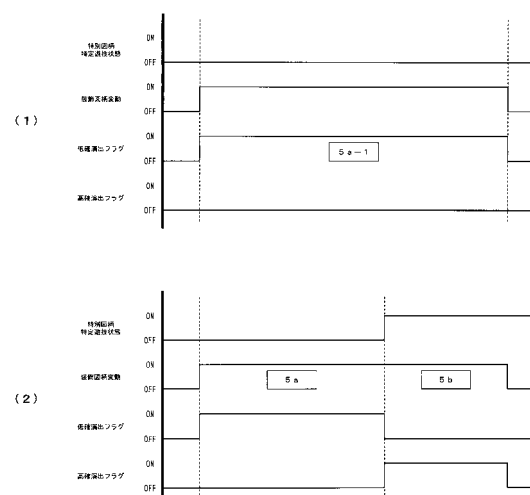 (1)
特別図柄
特定遊技状態
ON
OFF
装飾図柄変動
ON
OFF
低確演出フラグ
ON
OFF
5a-1
高確演出フラグ
ON
OFF
(2)
特別図柄
特定遊技状態
ON
OFF
装飾図柄変動
ON
OFF
5a
5b
低確演出フラグ
ON
OFF
高確演出フラグ
ON
OFF